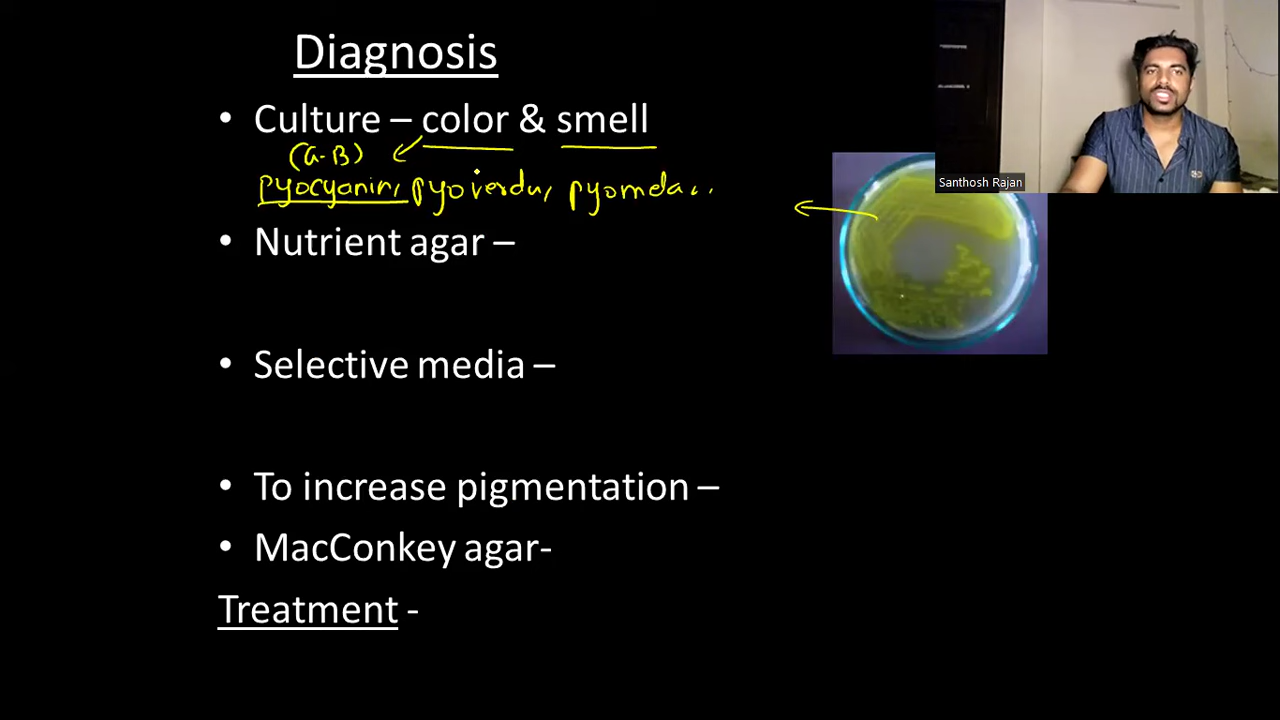 Diagnosis
• Culture – color & smell
(G-B)
pyocyanin, pyoverdu, pyomela..
• Nutrient agar –
• Selective media –
• To increase pigmentation –
• MacConkey agar-
Treatment -
Santhosh Rajan